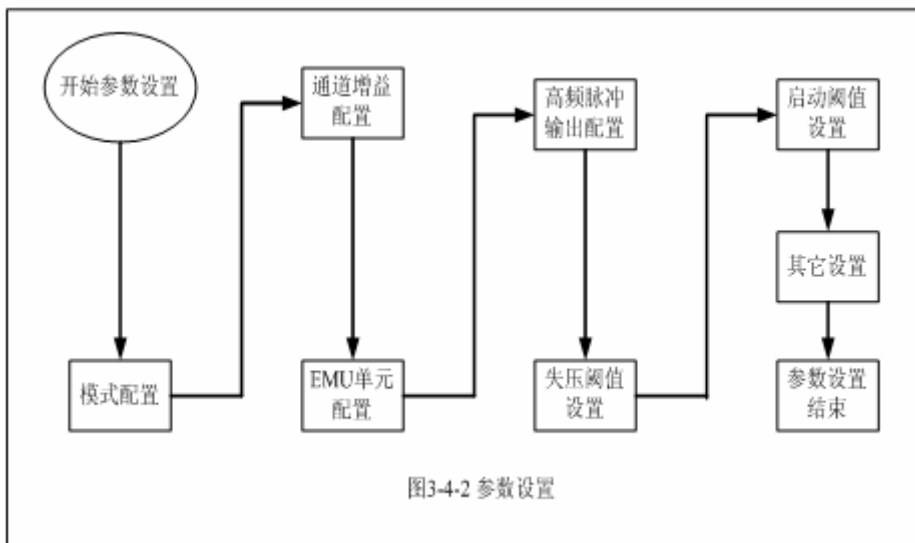 开始参数设置
模式配置
通道增益
配置
EMU单元
配置
高频脉冲
输出配置
失压阈值
设置
启动阈值
设置
其它设置
参数设置
结束
图3-4-2 参数设置